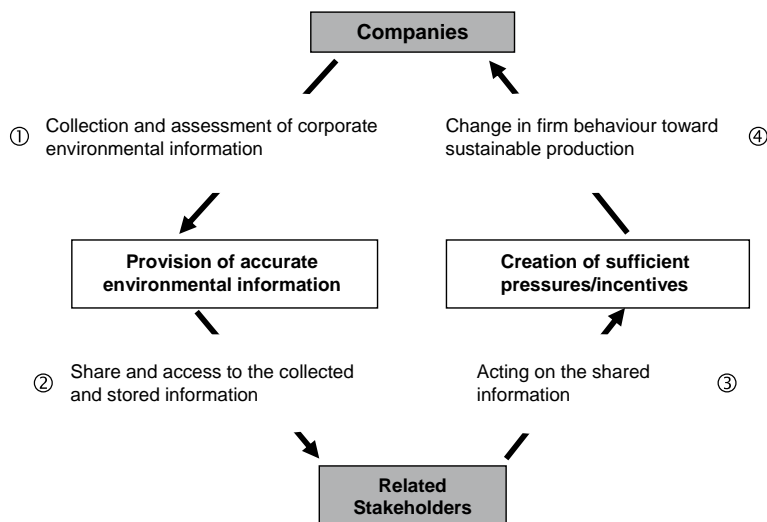 Companies
① Collection and assessment of corporate
environmental information
Change in firm behaviour toward ④
sustainable production
Provision of accurate
environmental information
Creation of sufficient
pressures/incentives
② Share and access to the collected
and stored information
Acting on the shared ③
information
Related
Stakeholders